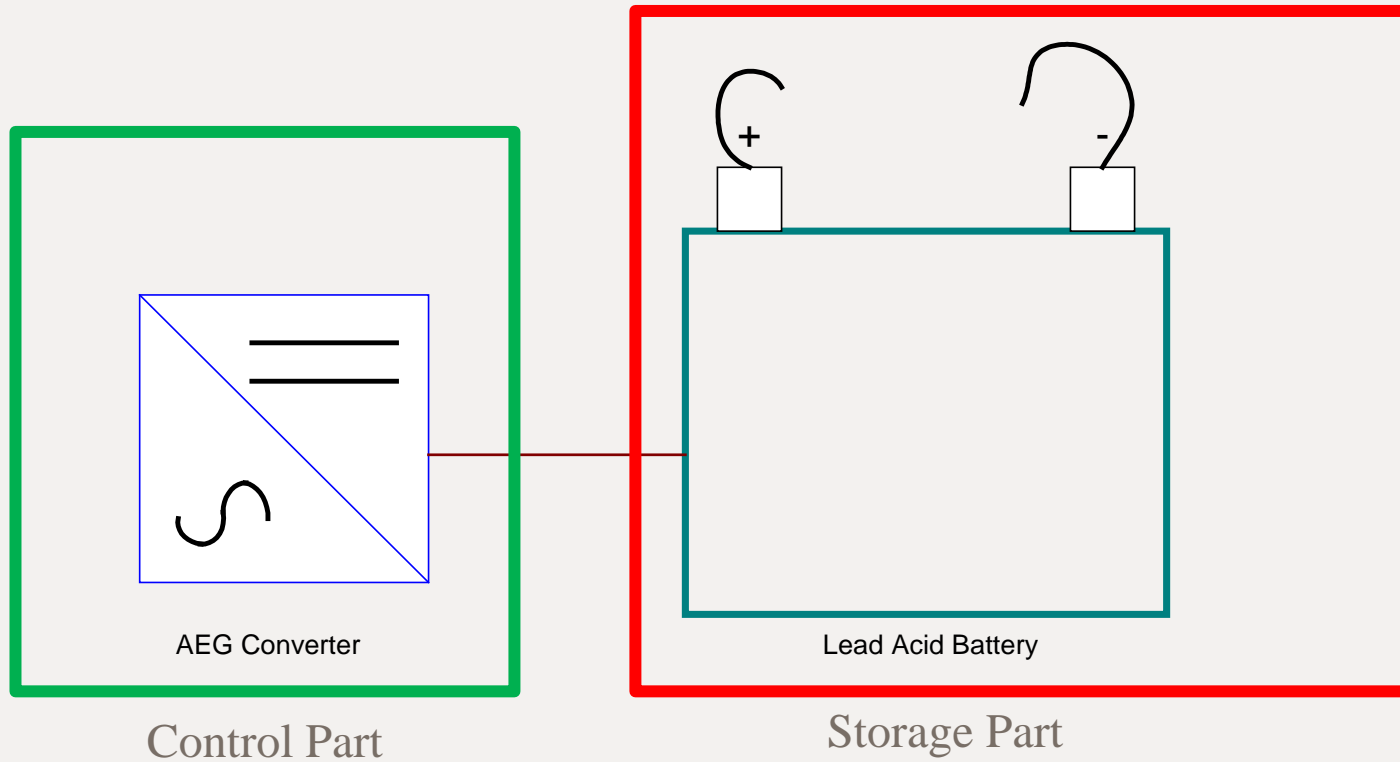 + -
AEG Converter
Lead Acid Battery
Control Part
Storage Part